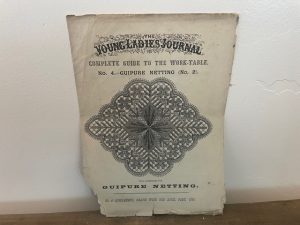 THE
YOUNG LADIES' JOURNAL
COMPLETE GUIDE TO THE WORK-TABLE.
No. 4.—GUIPURE NETTING (No. 2).
GUIPURE NETTING;